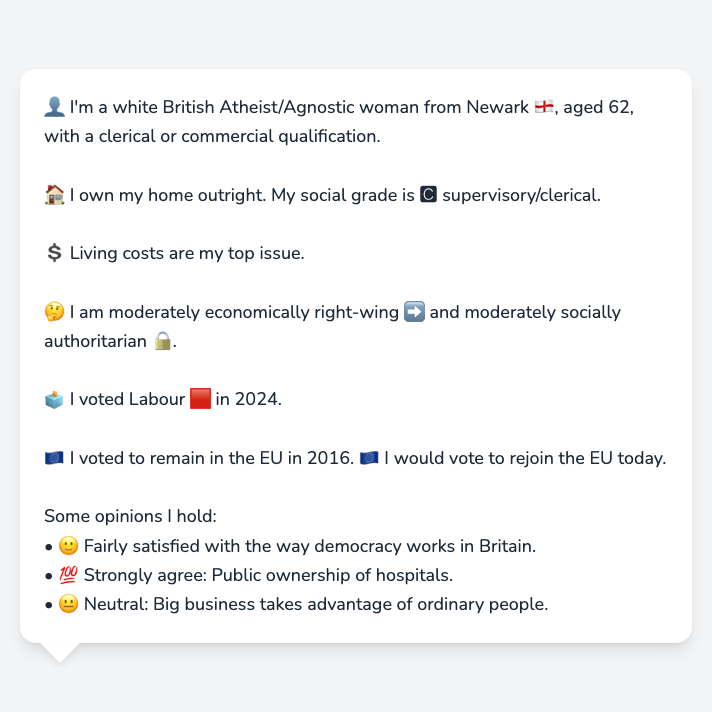 👤 I'm a white British Atheist/Agnostic woman from Newark 🏴󠁧󠁢󠁥󠁮󠁧󠁿, aged 62,
with a clerical or commercial qualification.
🏠 I own my home outright. My social grade is 🅲 supervisory/clerical.
💲 Living costs are my top issue.
🤔 I am moderately economically right-wing ➡️ and moderately socially
authoritarian 🔒.
🗳️ I voted Labour 🟥 in 2024.
🇪🇺 I voted to remain in the EU in 2016. 🇪🇺 I would vote to rejoin the EU today.
Some opinions I hold:
• 🙂 Fairly satisfied with the way democracy works in Britain.
• 💯 Strongly agree: Public ownership of hospitals.
• 😐 Neutral: Big business takes advantage of ordinary people.